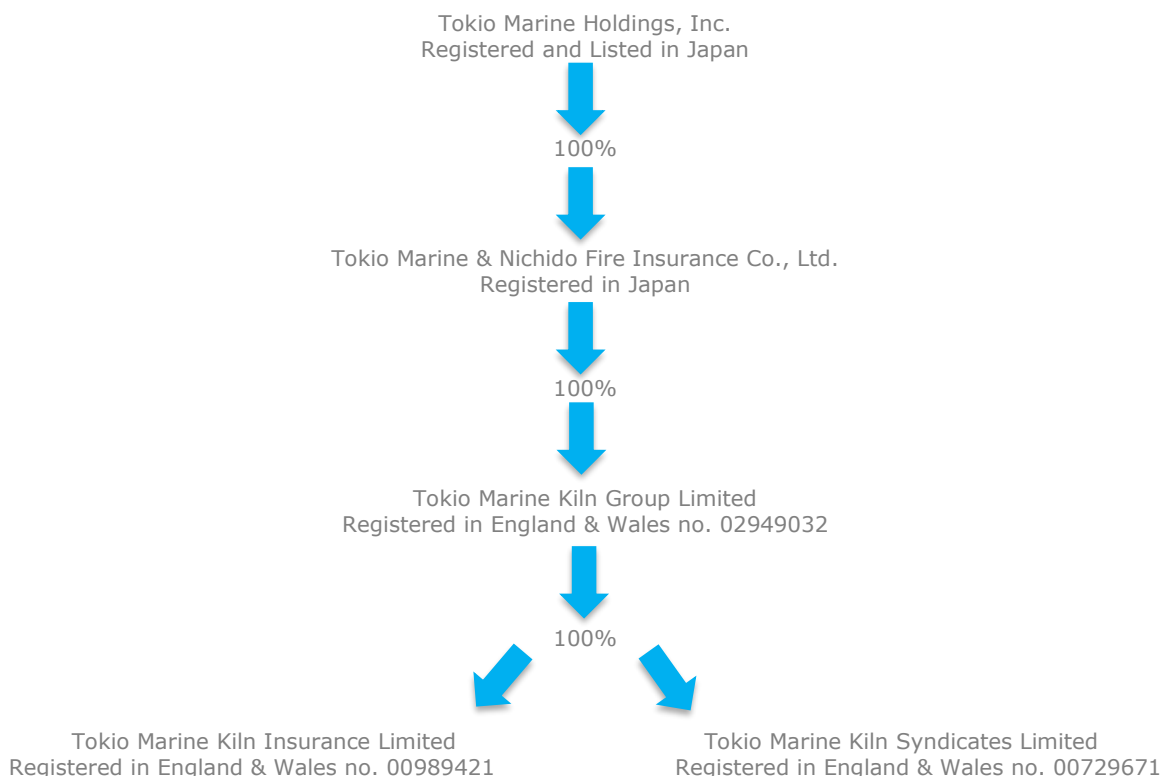 Tokio Marine Holdings, Inc.
Registered and Listed in Japan
100%
Tokio Marine & Nichido Fire Insurance Co., Ltd.
Registered in Japan
100%
Tokio Marine Kiln Group Limited
Registered in England & Wales no. 02949032
100%
Tokio Marine Kiln Insurance Limited
Registered in England & Wales no. 00989421
Tokio Marine Kiln Syndicates Limited
Registered in England & Wales no. 00729671